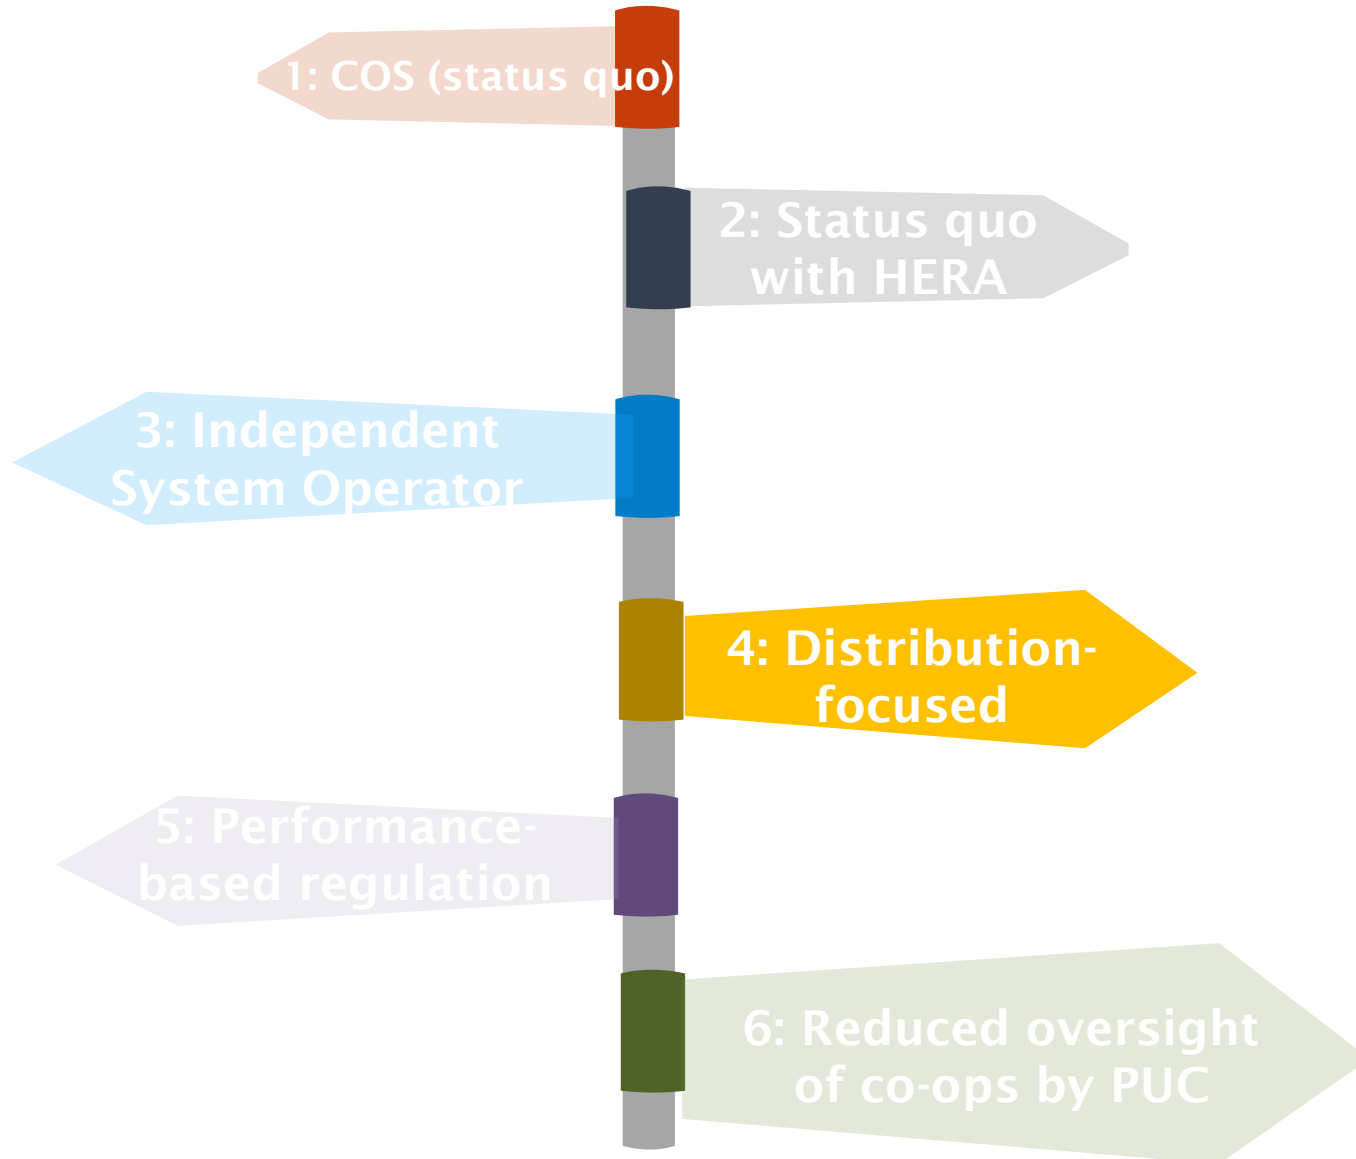 1: COS (status quo)
2: Status quo
with HERA
3: Independent
System Operator
4: Distribution-
focused
5: Performance-
based regulation
6: Reduced oversight
of co-ops by PUC